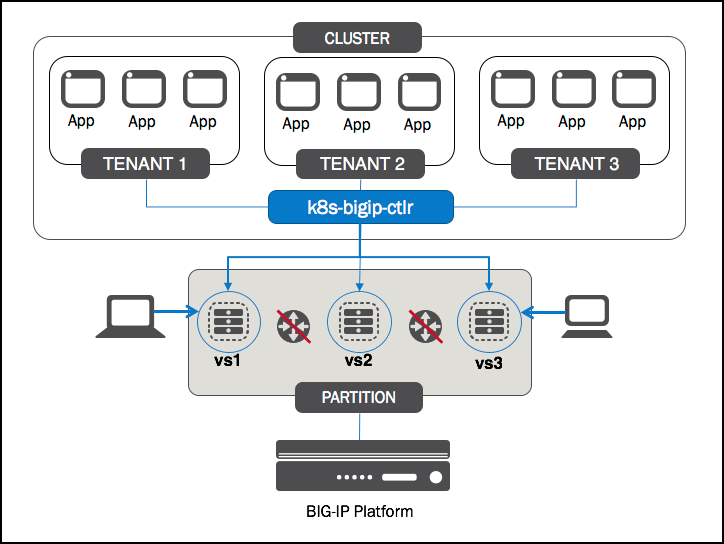 CLUSTER
App App App App App App App App App
TENANT 1 TENANT 2 TENANT 3
k8s-bigip-ctlr
vs1 vs2 vs3
PARTITION
BIG-IP Platform